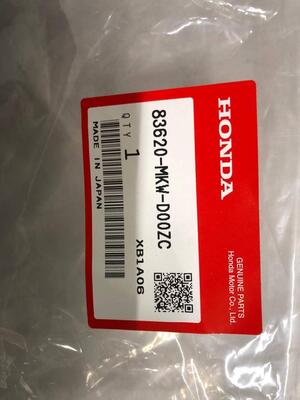 HONDA
GENUINE PARTS
Honda Motor Co., Ltd.
83620-MKW-D00ZC
QTY 1
XB1A06
MADE IN JAPAN